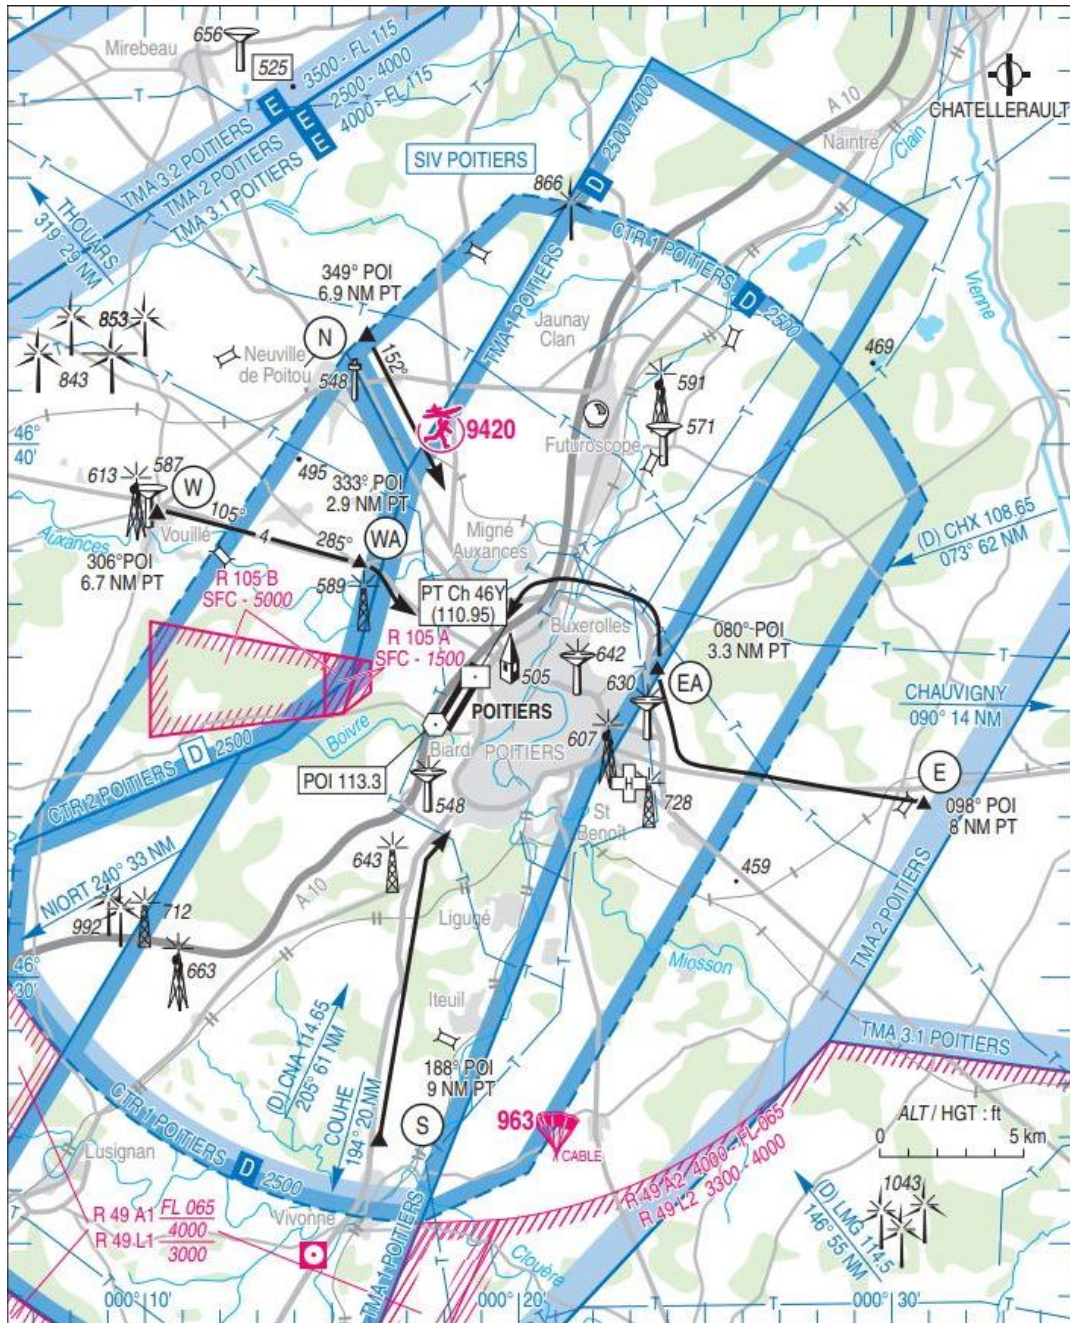 656
Mirebeau
525
3500 - FL 115
2500 - 4000
4000 - FL 115
E
E
E
TMA 3.2 POITIERS
TMA 2 POITIERS
TMA 3.1 POITIERS
THOUARS
319° 29 NM
SIV POITIERS
866
D 2500-4000
A 10
Naintré
Clain
CHATELLERAULT
Vienne
CTR 1 POITIERS D 2500
TMA 1 POITIERS
349° POI
6.9 NM PT
N
152°
Neuville
de Poitou
548
853
843
Jaunay
Clan
469
591
571
9420
Futuroscope
46°
40'
495
587
613
W
105°
4
285°
Vouillé
Auxances
306° POI
6.7 NM PT
333° POI
2.9 NM PT
WA
589
Migné
Auxances
(D) CHX 108.65
073° 62 NM
R 105 B
SFC - 5000
R 105 A
SFC - 1500
PT Ch 46Y
(110.95)
Buxerolles
642
505
630
080° POI
3.3 NM PT
EA
CHAUVIGNY
090° 14 NM
POITIERS
POITIERS
Biard
Boivre
CTR 2 POITIERS D 2500
POI 113.3
548
607
H
728
St
Benoît
E
098° POI
8 NM PT
643
459
NIORT 240° 33 NM
A 10
992
712
663
Ligugé
TMA 2 POITIERS
46°
30'
Miosson
Iteuil
TMA 3.1 POITIERS
(D) CNA 114.65
205° 61 NM
COUHE
194° 20 NM
188° POI
9 NM PT
S
963
CABLE
CTR 1 POITIERS D 2500
Lusignan
R 49 A1 FL 065
4000
R 49 L1 3000
Vivonne
TMA 1 POITIERS
Clouère
R 49 A2 4000 - FL 065
R 49 L2 3300 - 4000
ALT / HGT : ft
0 5 km
1043
(D) LMG 114.5
146° 55 NM
000° 10'
000° 20'
000° 30'